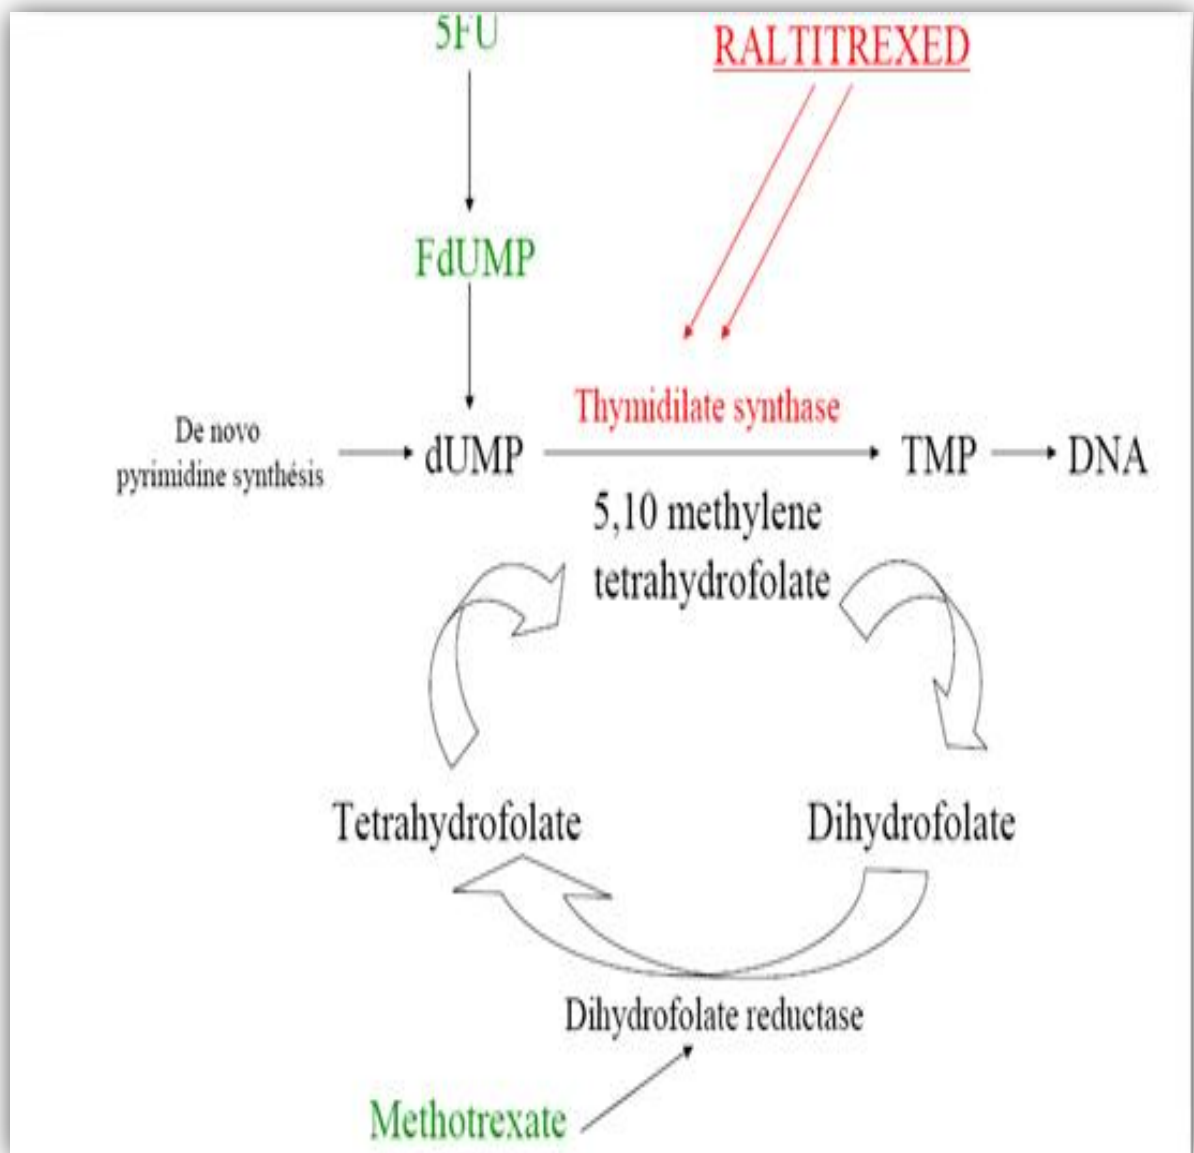 5FU
RALTITREXED
FdUMP
Thymidilate synthase
De novo
pyrimidine synthésis
dUMP
TMP
DNA
5,10 methylene
tetrahydrofolate
Tetrahydrofolate
Dihydrofolate
Dihydrofolate reductase
Methotrexate